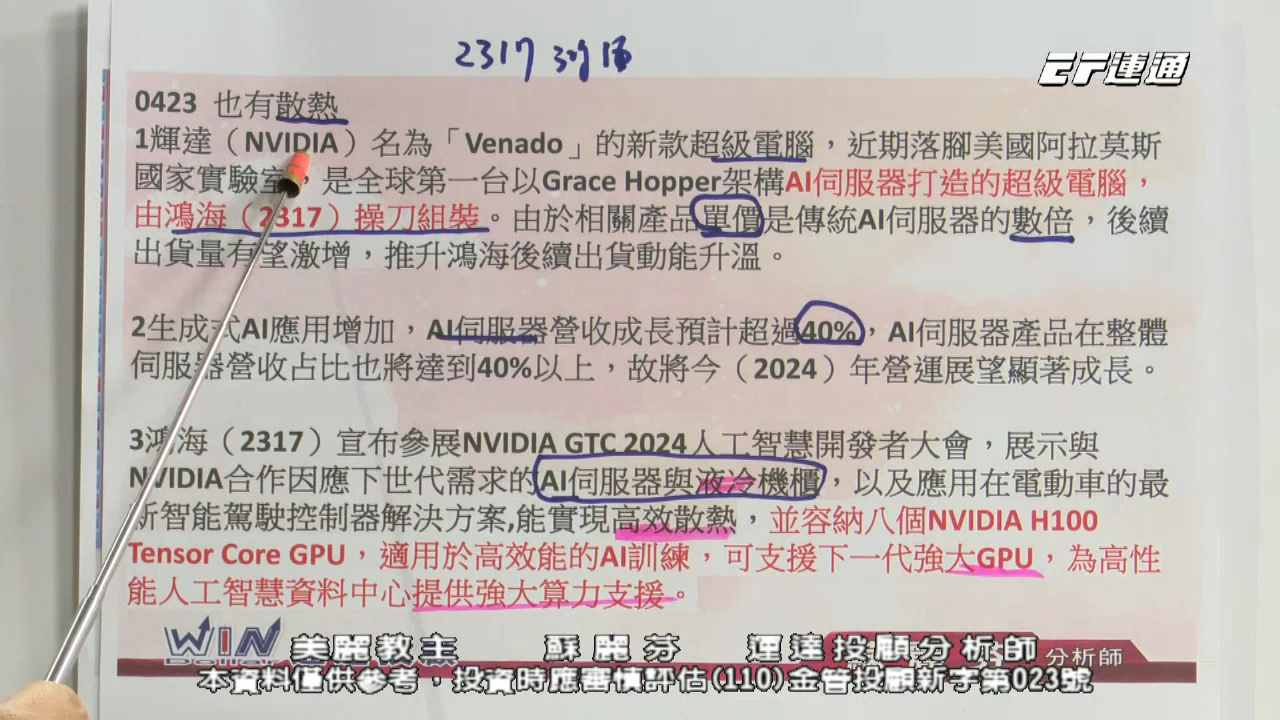 2317 鴻海
EFF運通
0423 也有散熱
1輝達（NVIDIA）名為「Venado」的新款超級電腦，近期落腳美國阿拉莫斯
國家實驗室，是全球第一台以Grace Hopper架構AI伺服器打造的超級電腦，
由鴻海（2317）操刀組裝。由於相關產品單價是傳統AI伺服器的數倍，後續
出貨量有望激增，推升鴻海後續出貨動能升溫。
2生成式AI應用增加，AI伺服器營收成長預計超過40%，AI伺服器產品在整體
伺服器營收占比也將達到40%以上，故將今（2024）年營運展望顯著成長。
3鴻海（2317）宣布參展NVIDIA GTC 2024人工智慧開發者大會，展示與
NVIDIA合作因應下世代需求的AI伺服器與液冷機櫃，以及應用在電動車的最
新智能駕駛控制器解決方案,能實現高效散熱，並容納八個NVIDIA H100
Tensor Core GPU，適用於高效能的AI訓練，可支援下一代強大GPU，為高性
能人工智慧資料中心提供強大算力支援。
WIN
美麗教主 蘇麗芬 運達投顧分析師
分析師
本資料僅供參考，投資時應審慎評估(110)金管投顧新字第023號